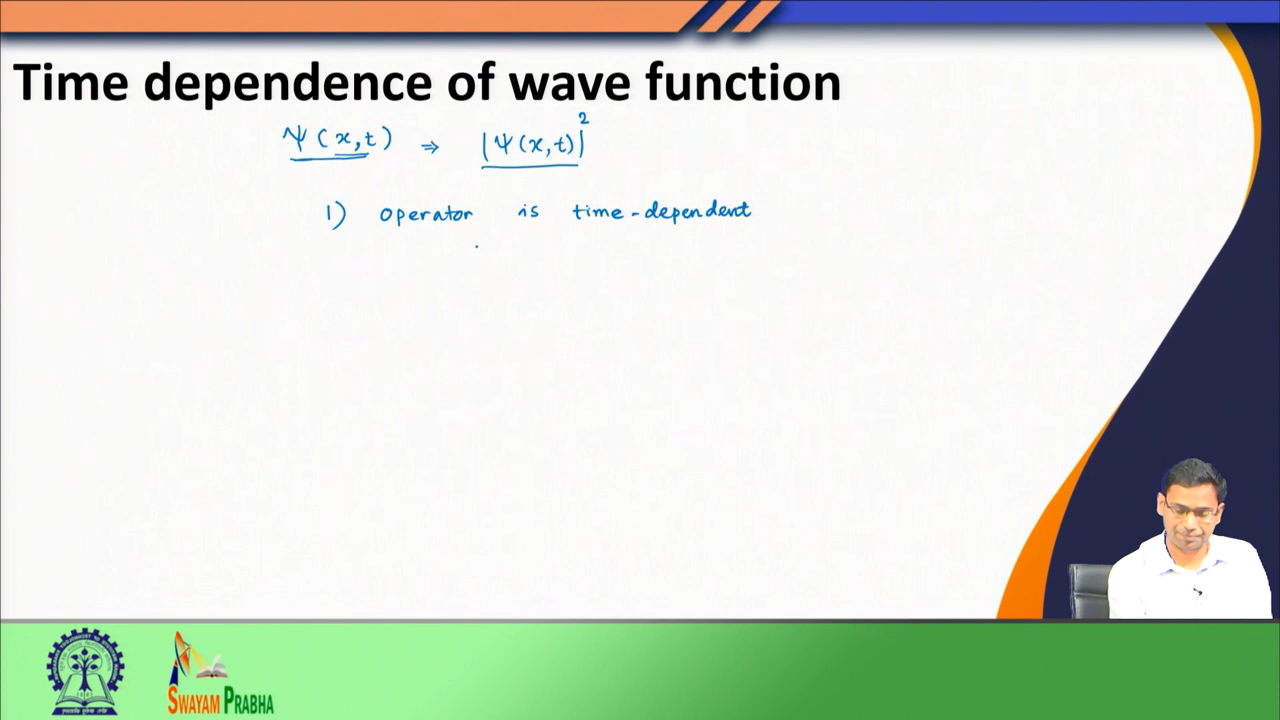 Time dependence of wave function
Ψ(x,t) ⇒ |Ψ(x,t)|²
1) operator is time-dependent
SWAYAM PRABHA